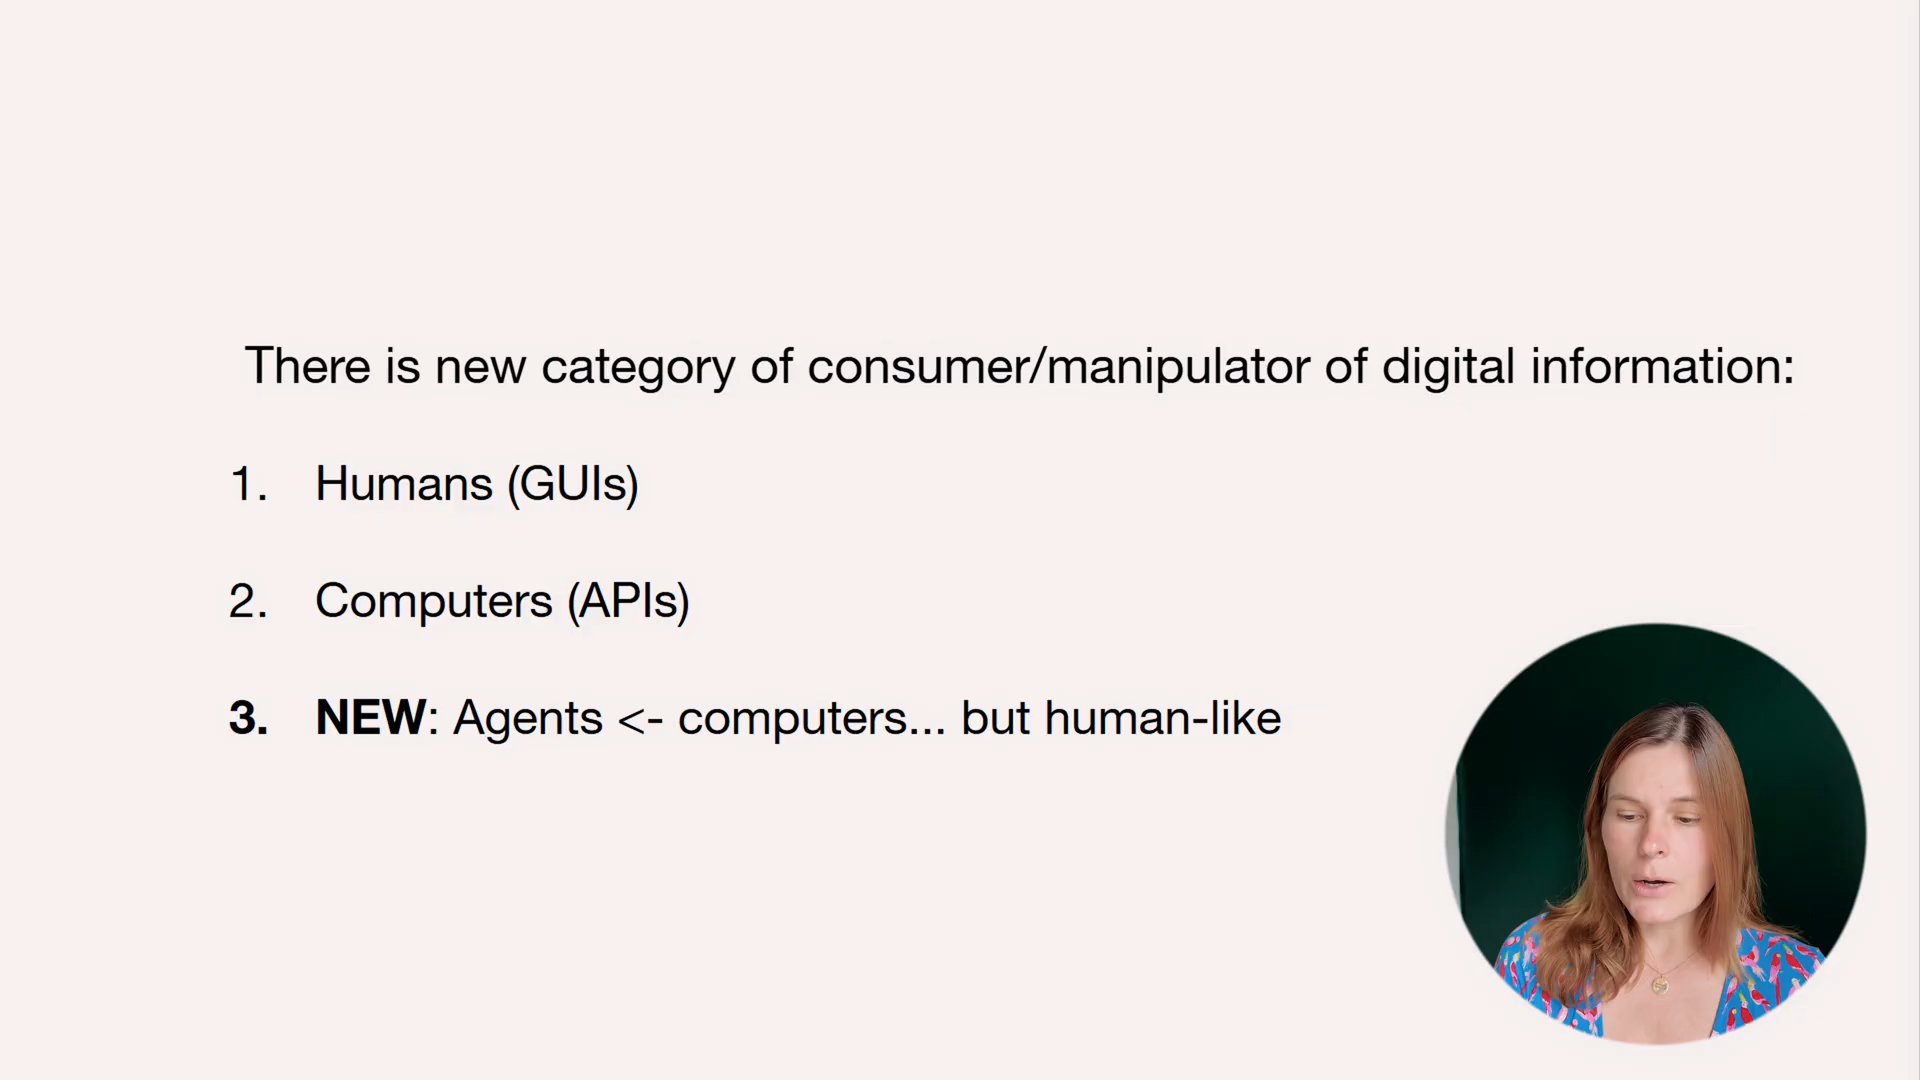 There is new category of consumer/manipulator of digital information:
1. Humans (GUIs)
2. Computers (APIs)
3. NEW: Agents <- computers... but human-like